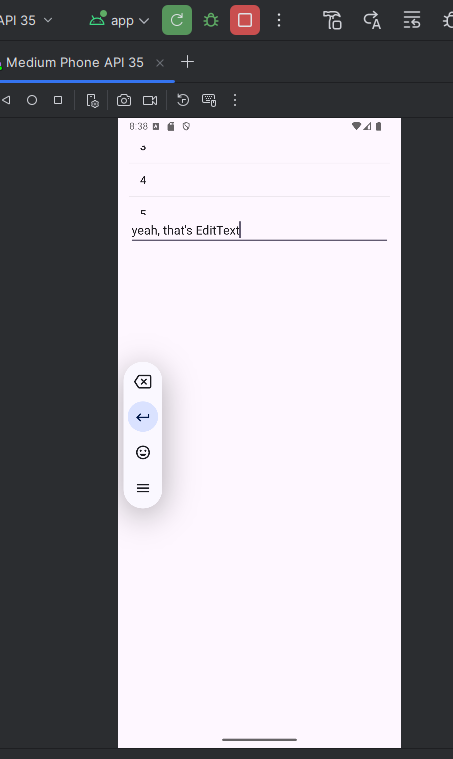 API 35
app
Medium Phone API 35
8:38
3
4
5
yeah, that's EditText